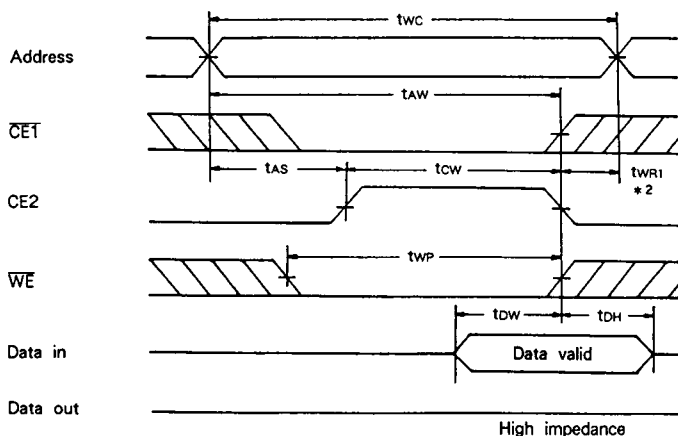 tWC
Address
tAW
CE1
tAS
tCW
tWR1
*2
CE2
tWP
WE
tDW
tDH
Data in
Data valid
Data out
High impedance